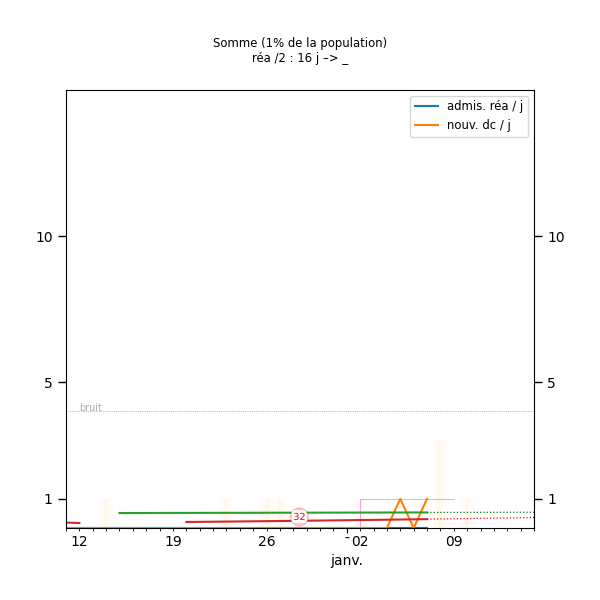 Somme (1% de la population)
réa /2 : 16 j –> _
admis. réa / j
nouv. dc / j
10
10
5
5
bruit
1
1
32
12
19
26
02
09
janv.